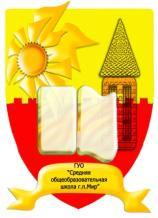 ГУО
"Средняя
общеобразовательная
школа г.п.Мир"